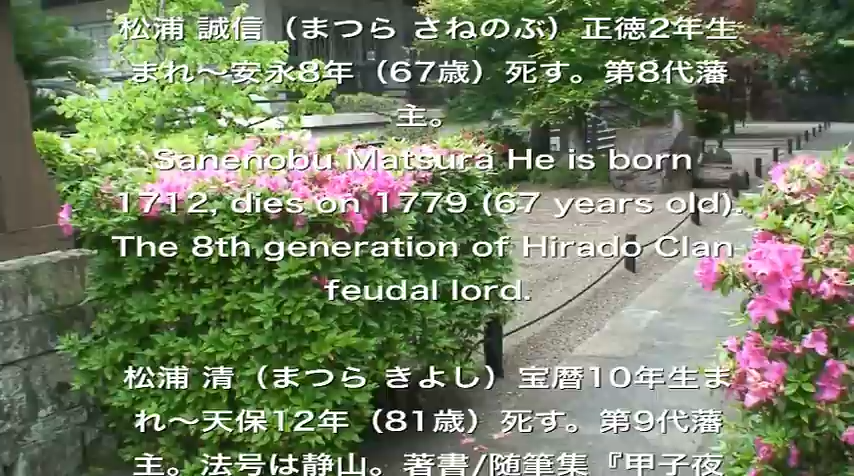 松浦 誠信（まつら さねのぶ）正徳2年生
まれ～安永8年（67歳）死す。第8代藩
主。
Sanenobu Matsura He is born
1712, dies on 1779 (67 years old).
The 8th generation of Hirado Clan
feudal lord.
松浦 清（まつら きよし）宝暦10年生ま
れ～天保12年（81歳）死す。第9代藩
主。法号は静山。著書/随筆集『甲子夜